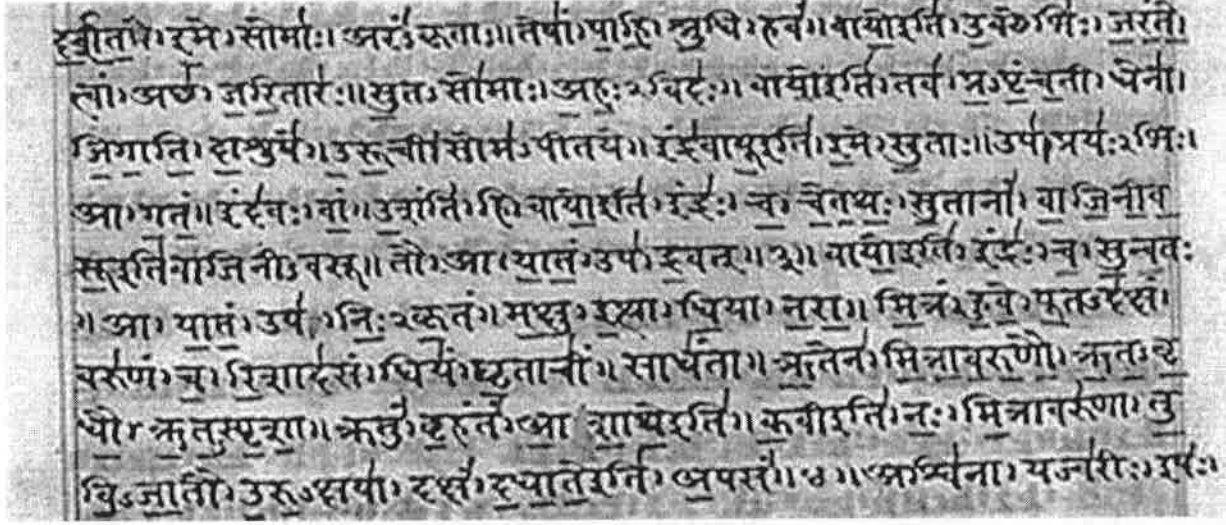 इमे।सोमाः।अरंऽकृताः॥तेषां।पाहि।श्रुधि।हवं॥वायोइति।उक्थेभिः।जरंते।
त्वां।अच्छ।जरितारः॥सुतऽसोमाः।अहःऽविदः॥वायोइति।तव।प्रऽपृंचती।धेना।
जिगाति।दाशुषे॥उरूची।सोमऽपीतये॥इंद्रवायूइति।इमे।सुताः॥उप।प्रयःऽभिः।
आ।गतं॥इंदवः।वां॥उशंति।हि।वायोइति।इंद्रः।च।चेतथः।सुतानां।वाजिनीव
सूइतिवाजिनीऽवसू॥तौ।आ।यातं।उप।द्रवत्॥३॥वायोइति।इंद्रः।च।सुन्वतः
॥आ।यातं।उप।निःऽकृतं॥मक्षु।इत्था।धिया।नरा॥मित्रं।हुवे।पूतऽदक्षं।
वरुणं।च।रिशादसं।धियं।घृताचीं॥साधंता॥ऋतेन।मित्रावरुणौ।ऋतऽवृ
धौ।ऋतऽस्पृशा॥क्रतुं।बृहंतं।आशाथेइति॥कवीइति।नः।मित्रावरुणा।तु
विऽजातौ।उरुऽक्षया।दक्षं।दधातेइति।अपसं॥४॥अश्विना।यज्वरीः।इषः।